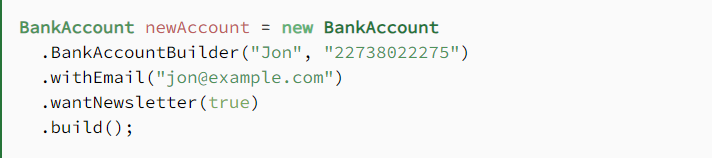 BankAccount newAccount = new BankAccount
.BankAccountBuilder("Jon", "22738022275")
.withEmail("jon@example.com")
.wantNewsletter(true)
.build();